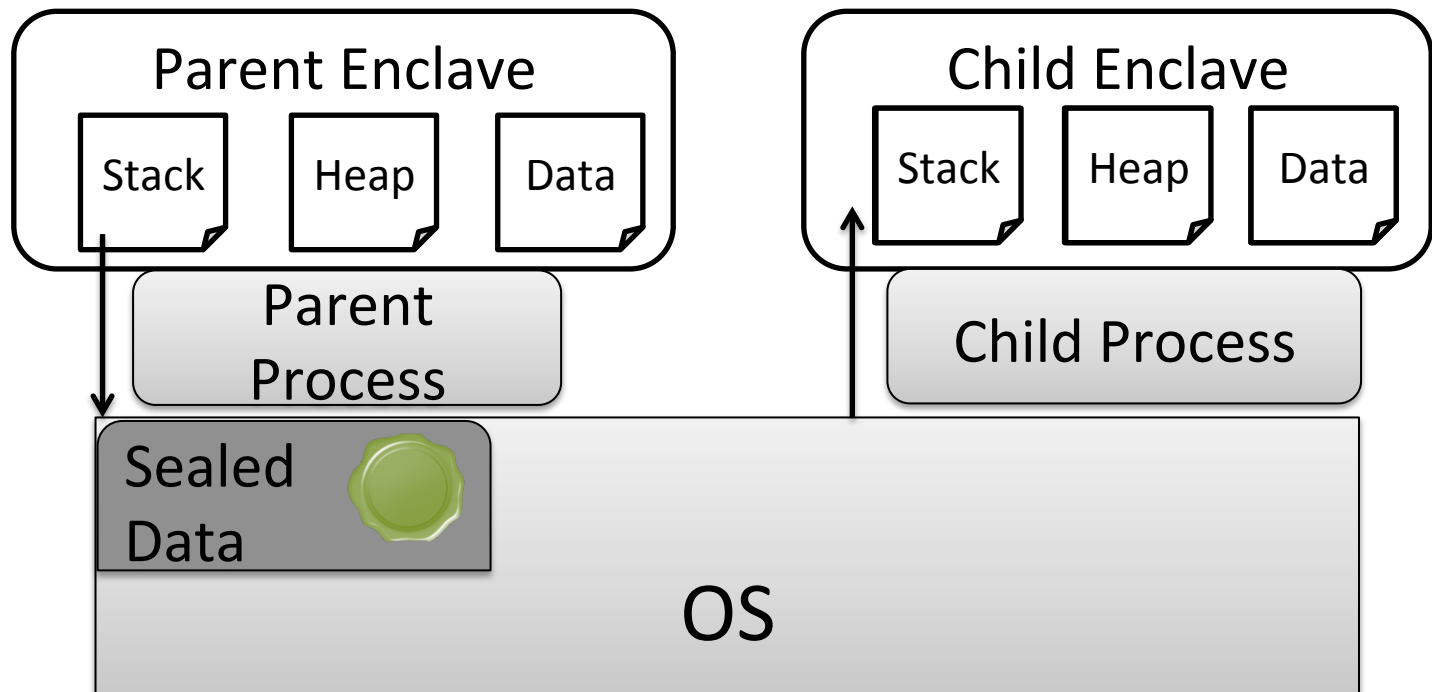 Parent Enclave
Stack
Heap
Data
Child Enclave
Stack
Heap
Data
Parent
Process
Child Process
Sealed
Data
OS